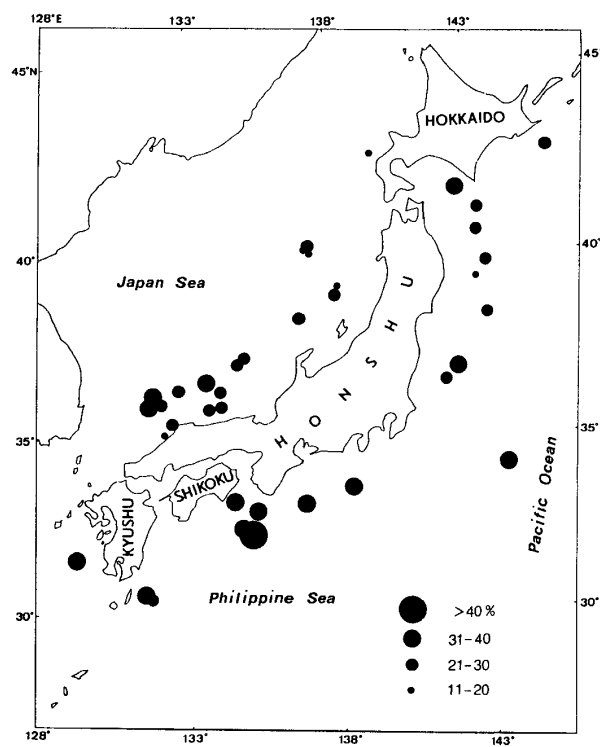 128°E 133° 138° 143°
45°N 45°
HOKKAIDO
40° 40°
Japan Sea
HONSHU
35° 35°
SHIKOKU
KYUSHU
Pacific Ocean
Philippine Sea
>40%
31-40
21-30
11-20
30° 30°
128° 133° 138° 143°